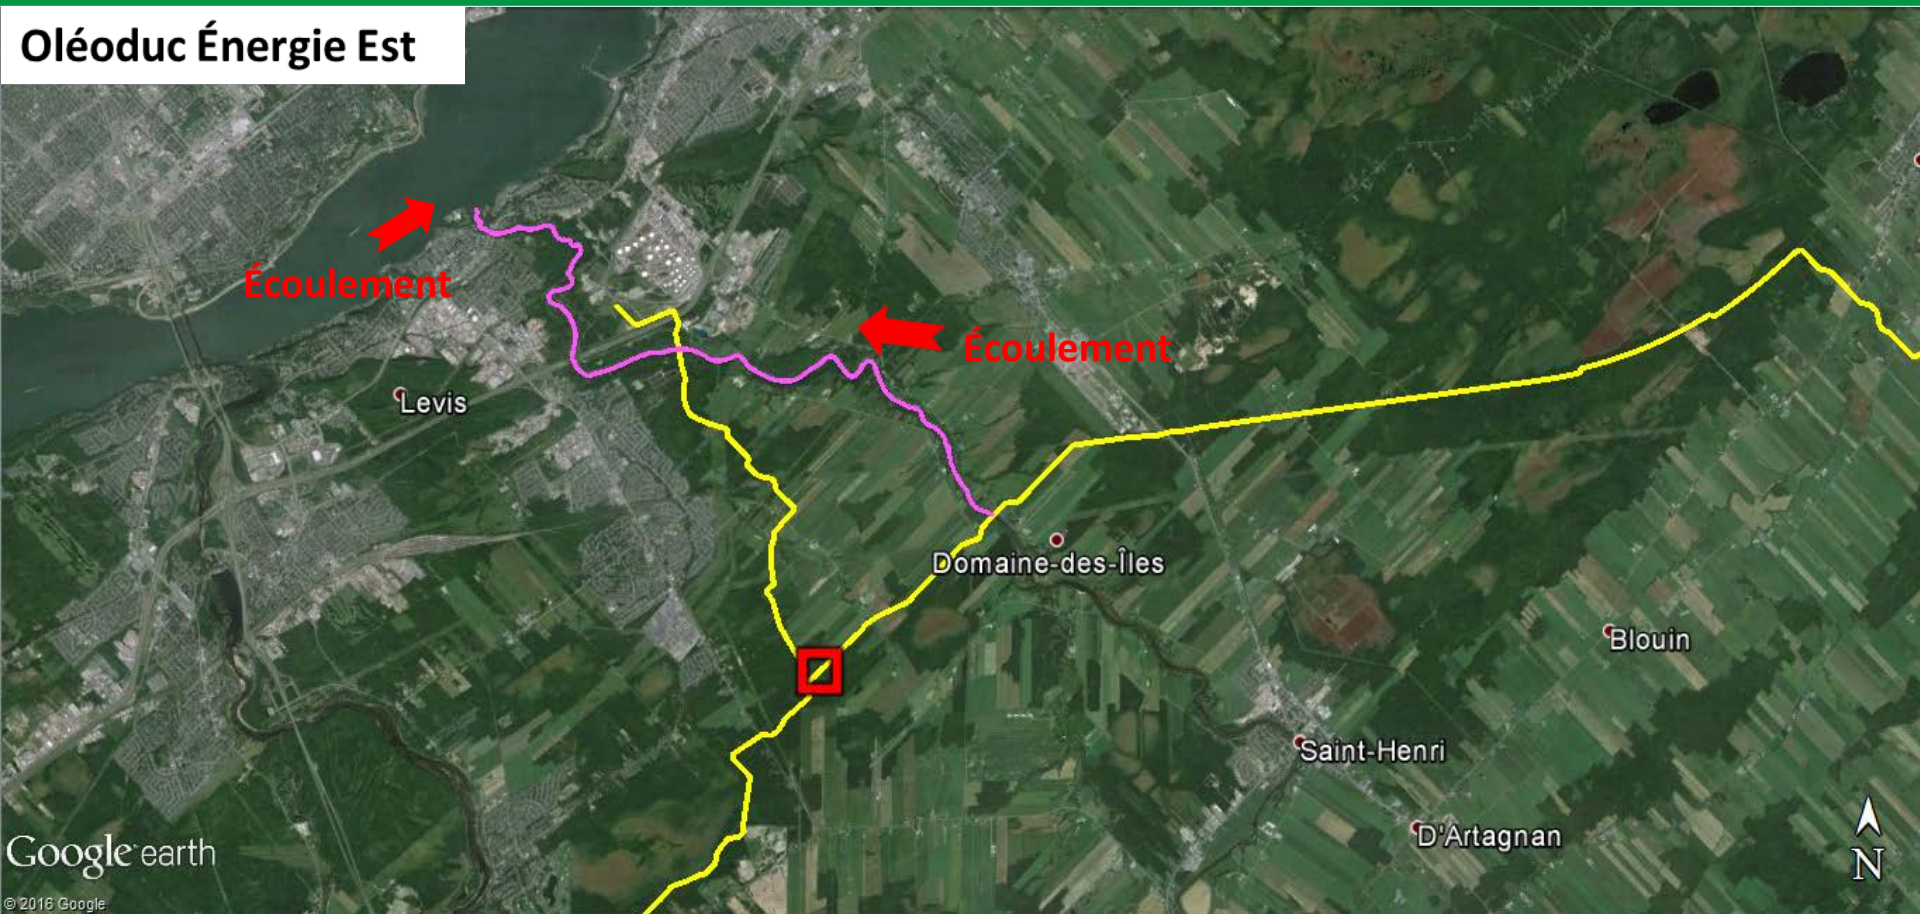 Oléoduc Énergie Est
Écoulement
Écoulement
Levis
Domaine-des-Îles
Blouin
Saint-Henri
D'Artagnan
N
Google earth
© 2016 Google